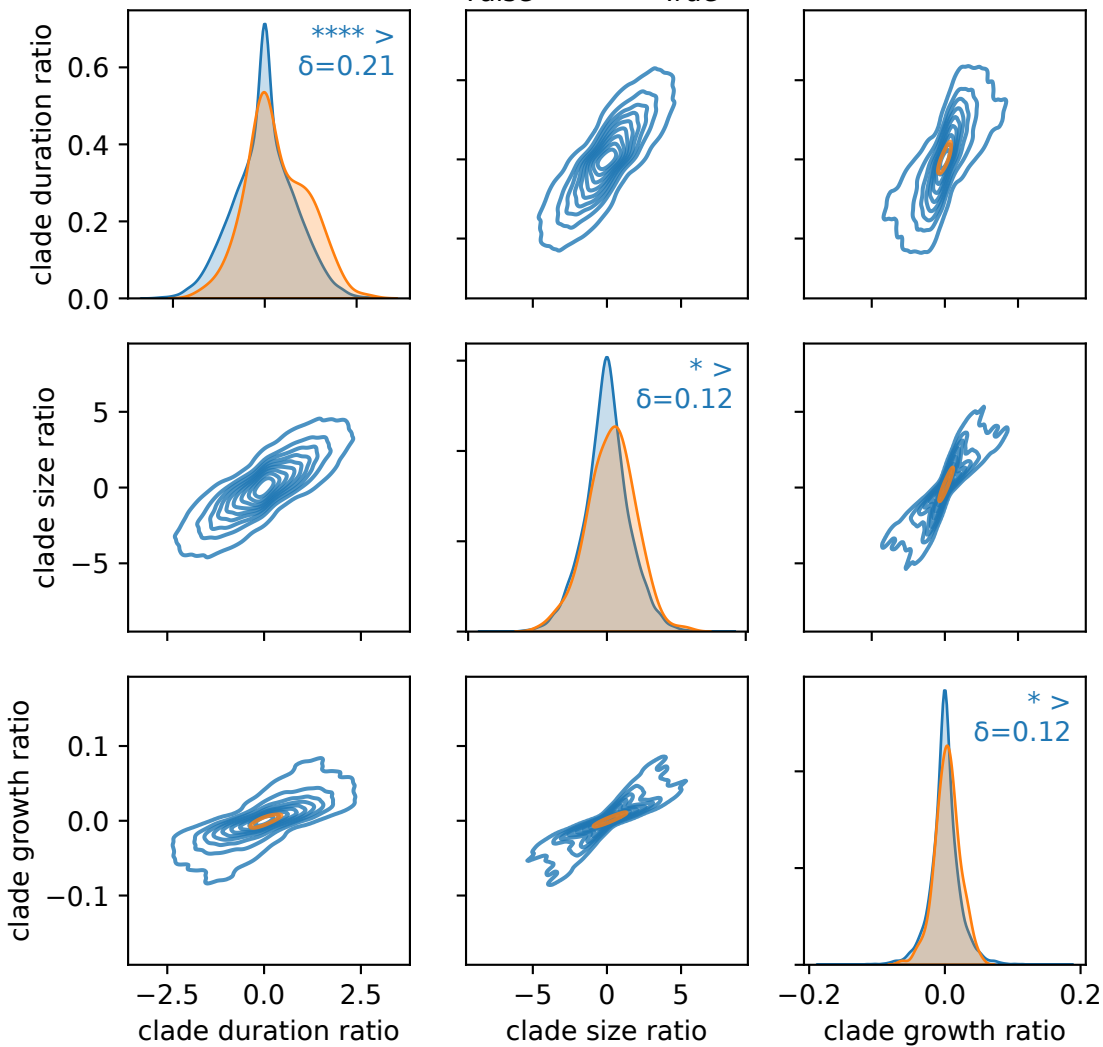 **** >
δ=0.21
clade duration ratio
0.6
0.4
0.2
0.0
* >
δ=0.12
clade size ratio
5
0
−5
* >
δ=0.12
clade growth ratio
0.1
0.0
−0.1
−2.5 0.0 2.5
−5 0 5
−0.2 0.0 0.2
clade duration ratio
clade size ratio
clade growth ratio